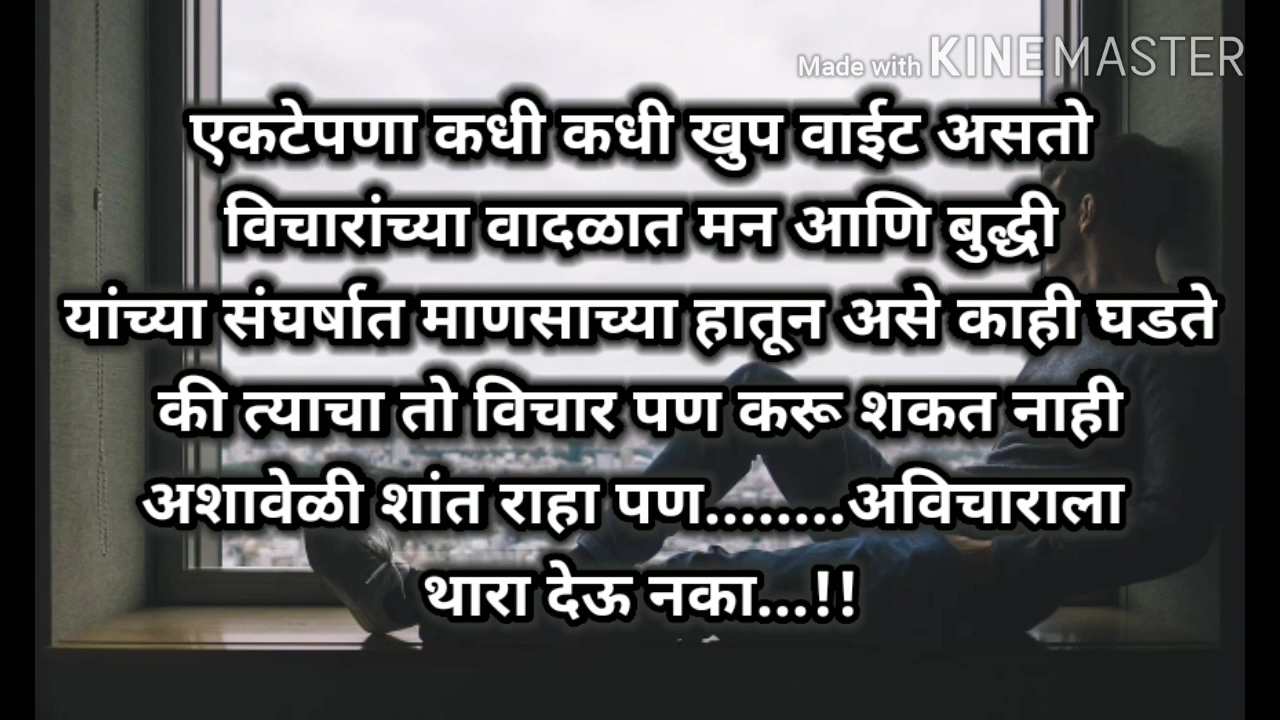 Made with KINEMASTER
एकटेपणा कधी कधी खुप वाईट असतो
विचारांच्या वादळात मन आणि बुद्धी
यांच्या संघर्षात माणसाच्या हातून असे काही घडते
की त्याचा तो विचार पण करू शकत नाही
अशावेळी शांत राहा पण........अविचाराला
थारा देऊ नका...!!